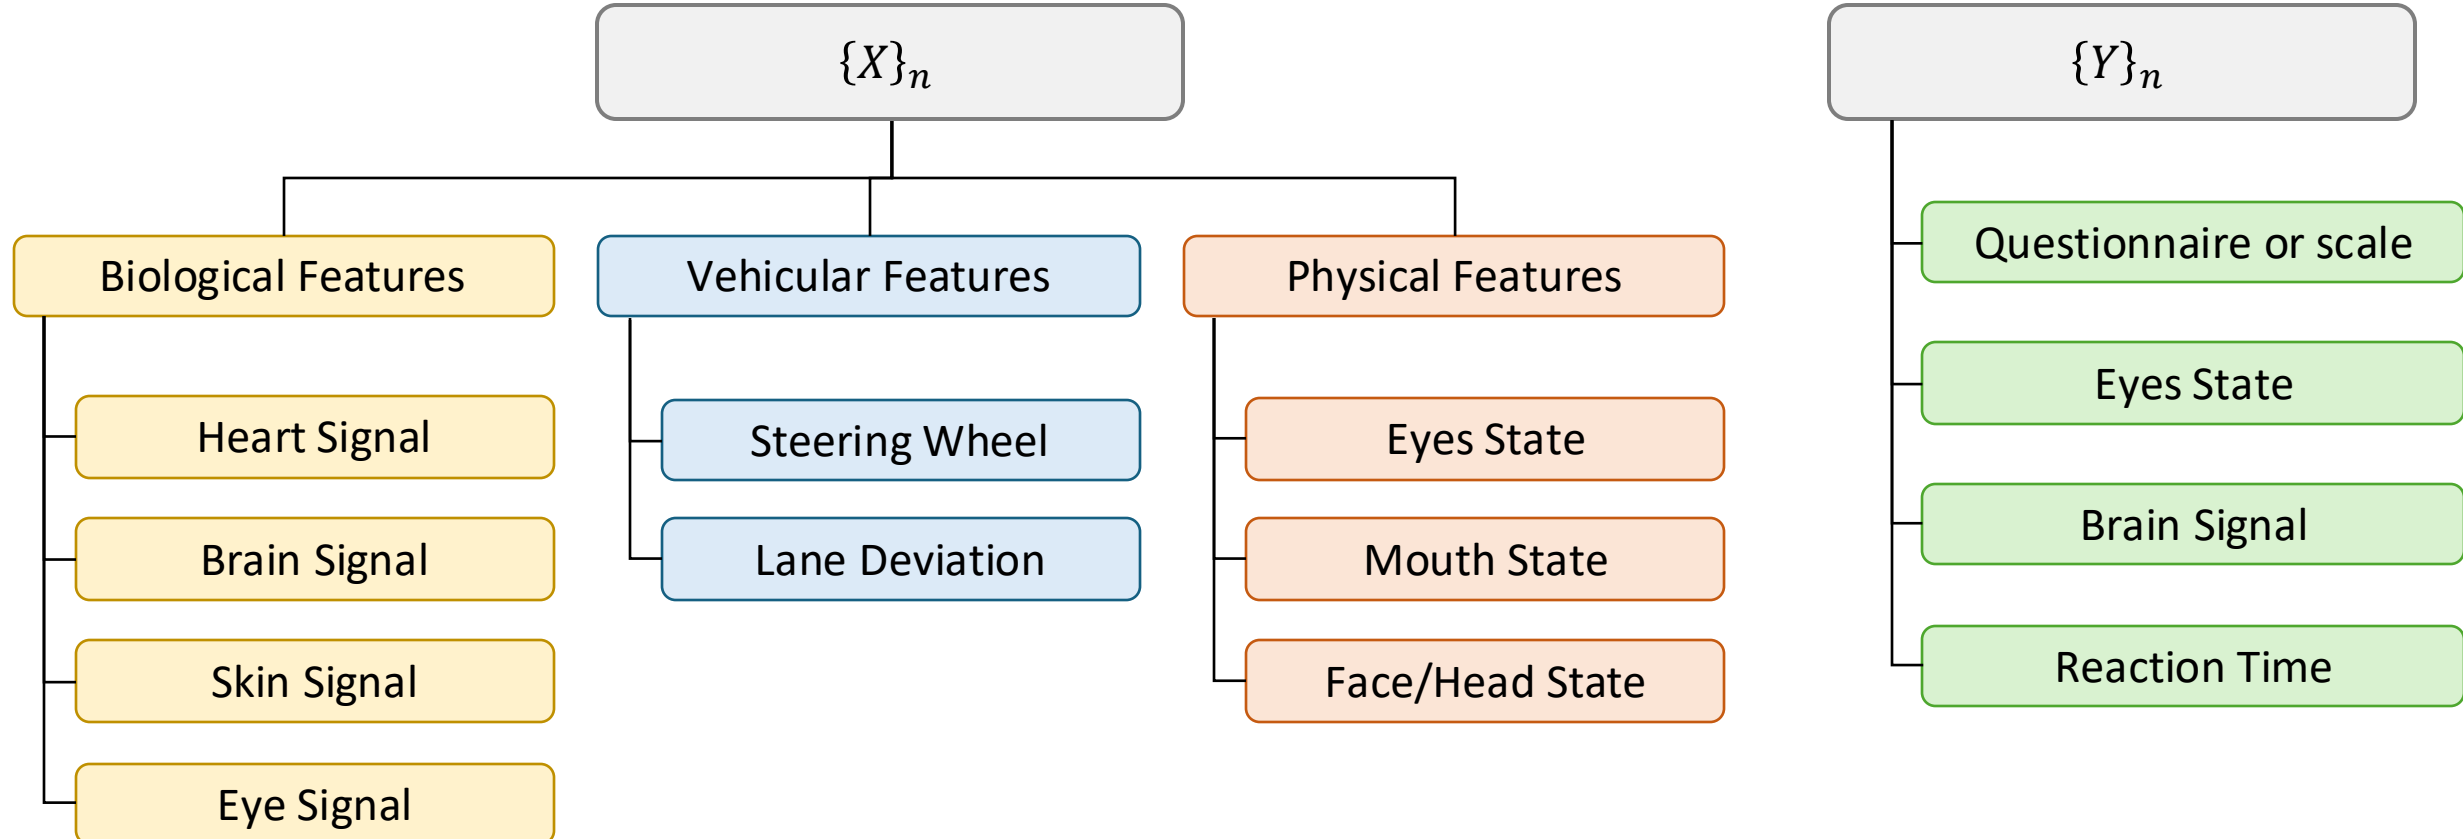 {X}n
{Y}n
Biological Features
Heart Signal
Brain Signal
Skin Signal
Eye Signal
Vehicular Features
Steering Wheel
Lane Deviation
Physical Features
Eyes State
Mouth State
Face/Head State
Questionnaire or scale
Eyes State
Brain Signal
Reaction Time